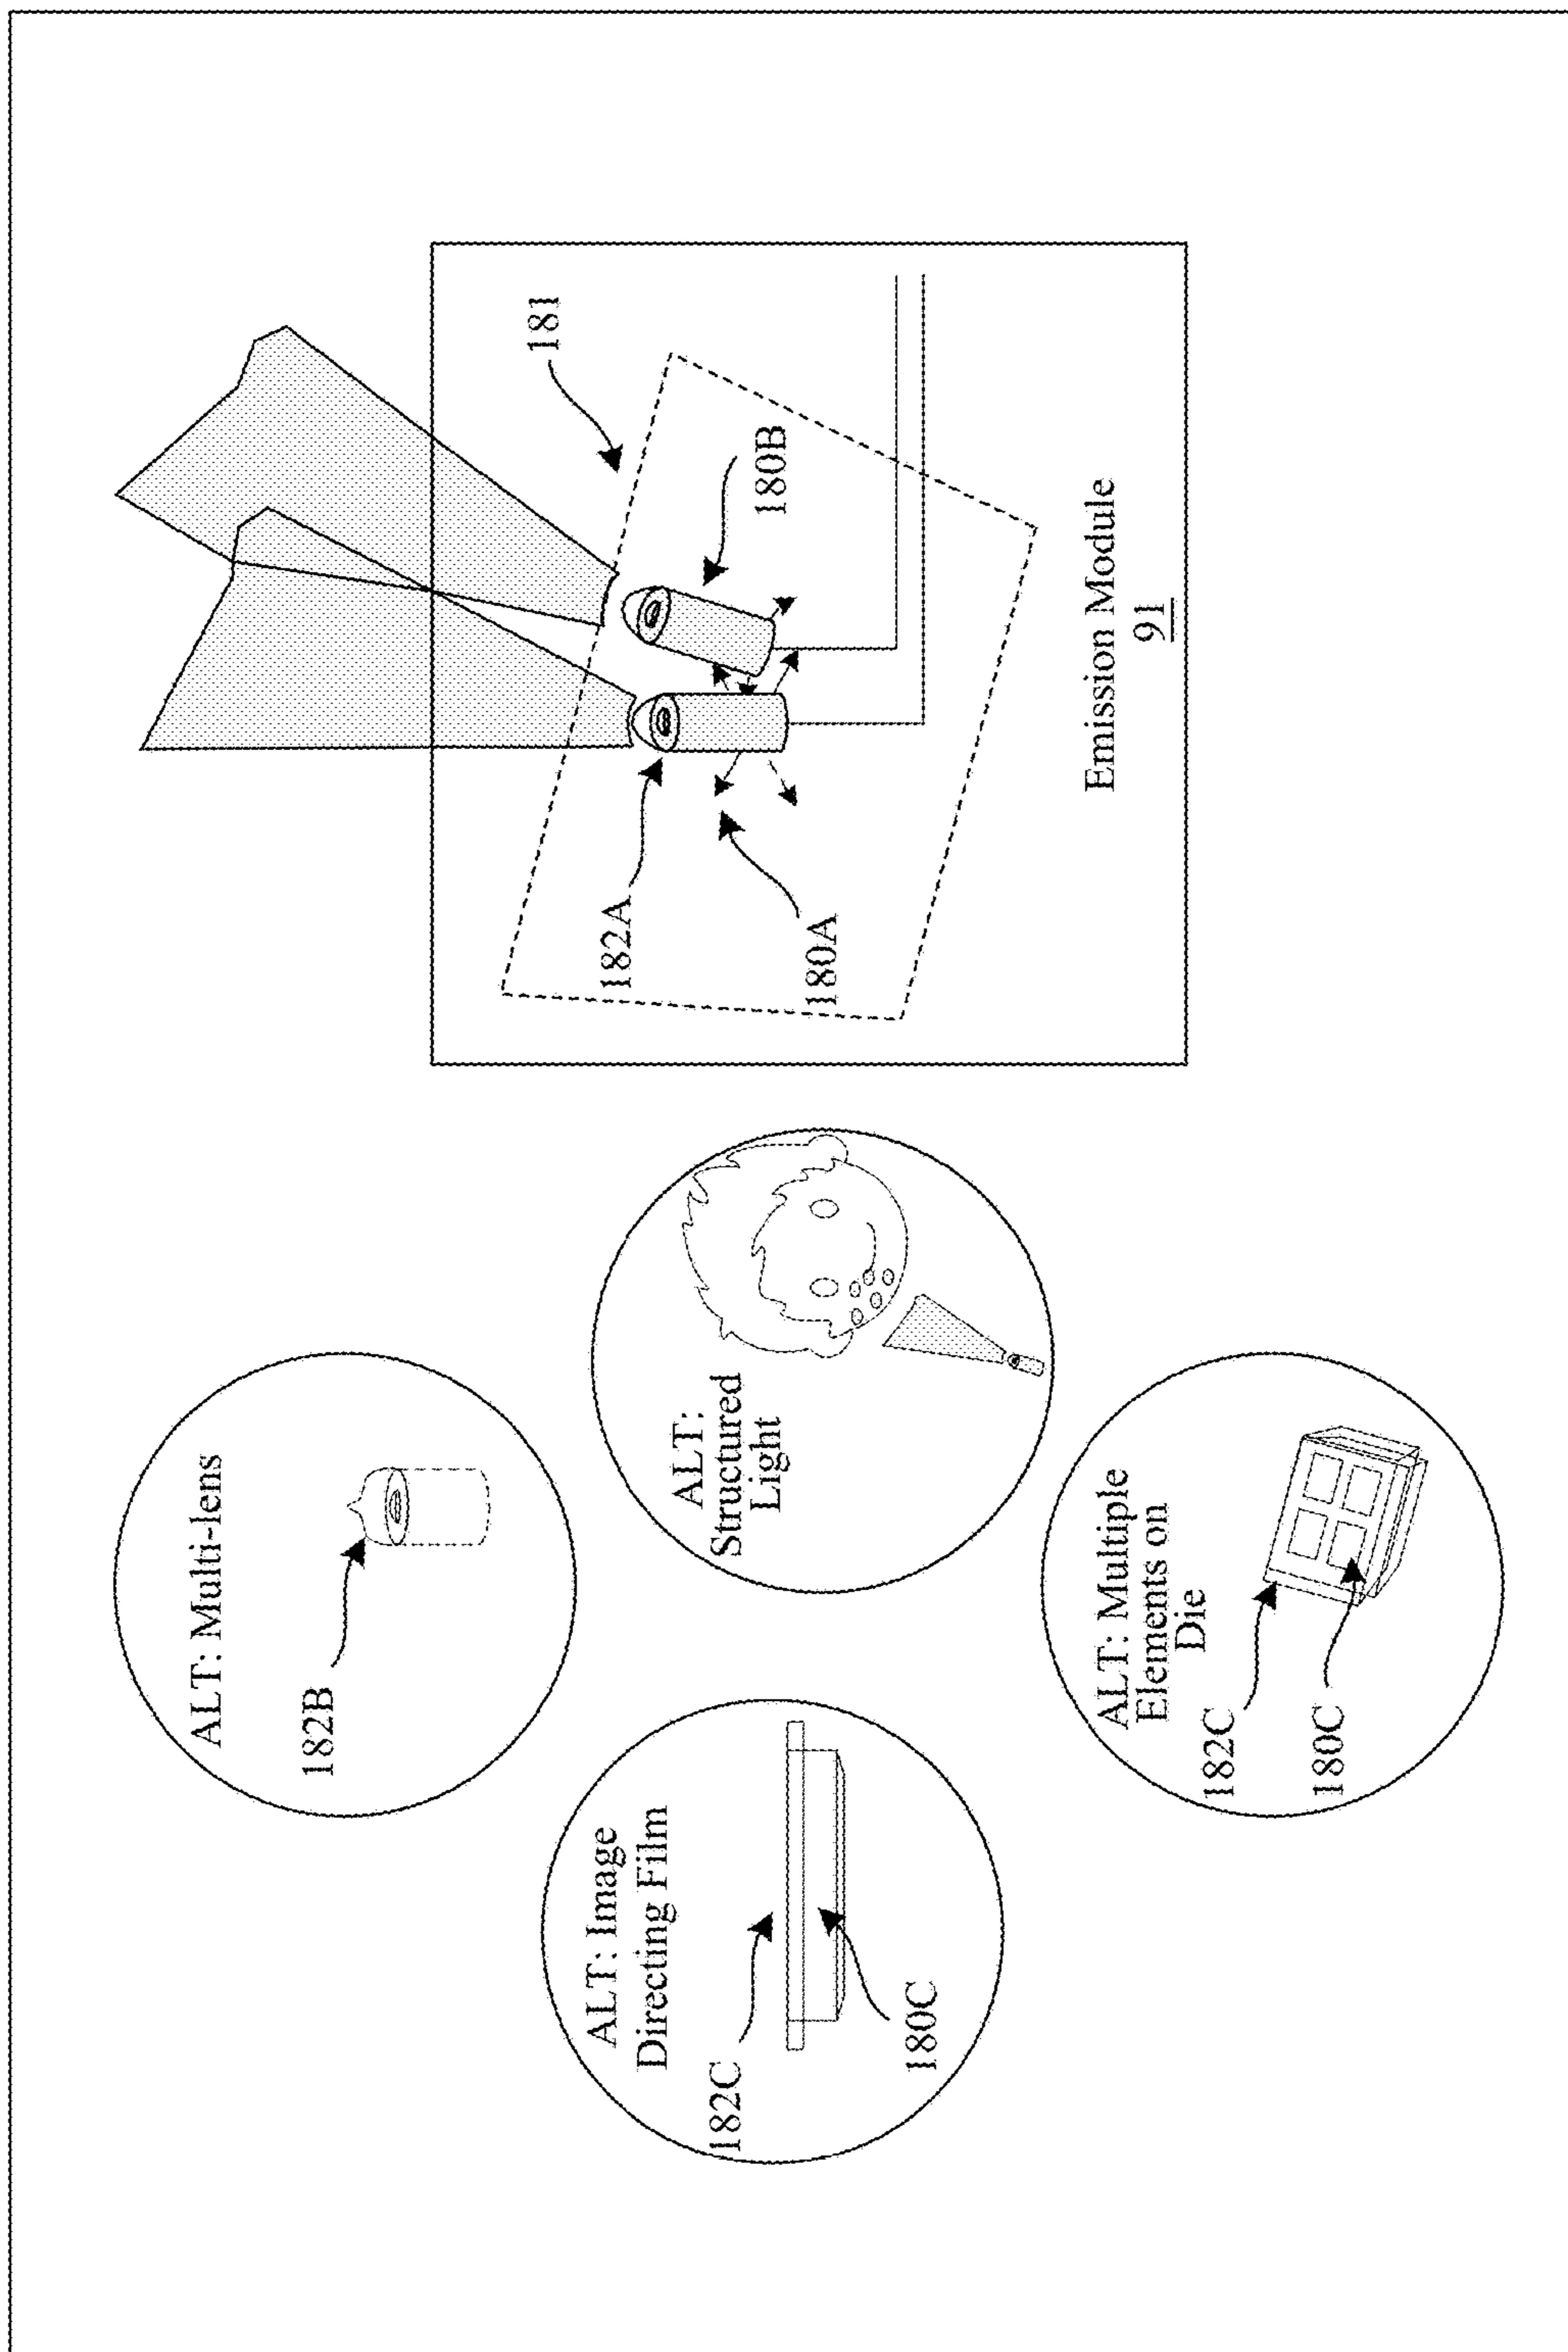 ALT: Multi-lens
182B
ALT: Image
Directing Film
182C
180C
ALT:
Structured
Light
ALT: Multiple
Elements on
Die
182C
180C
181
180B
182A
180A
Emission Module
91